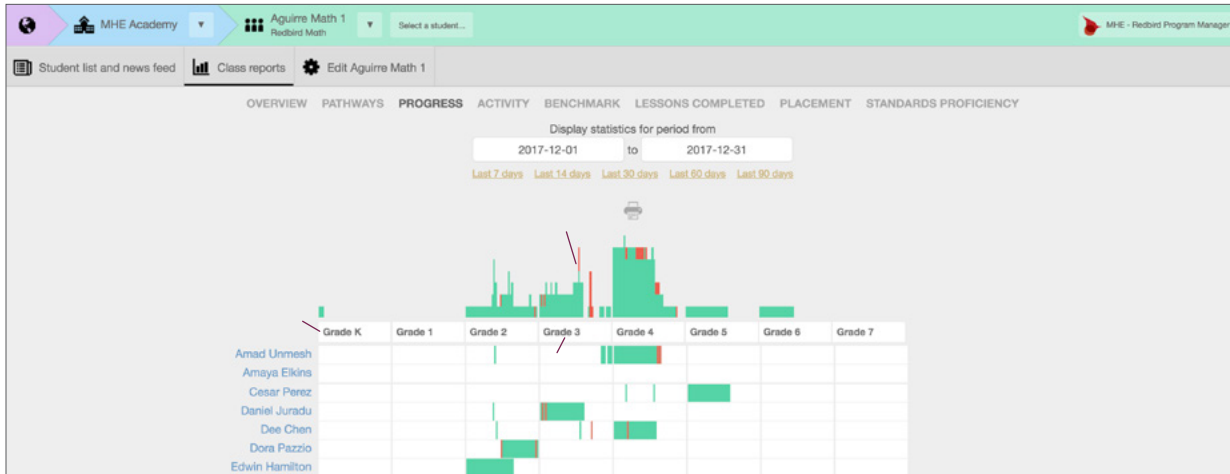 MHE Academy
Aguirre Math 1
Redbird Math
Select a student...
MHE - Redbird Program Manager
Student list and news feed
Class reports
Edit Aguirre Math 1
OVERVIEW PATHWAYS PROGRESS ACTIVITY BENCHMARK LESSONS COMPLETED PLACEMENT STANDARDS PROFICIENCY
Display statistics for period from
2017-12-01 to 2017-12-31
Last 7 days Last 14 days Last 30 days Last 60 days Last 90 days
Grade K Grade 1 Grade 2 Grade 3 Grade 4 Grade 5 Grade 6 Grade 7
Amad Unmesh
Amaya Elkins
Cesar Perez
Daniel Juradu
Dee Chen
Dora Pazzio
Edwin Hamilton